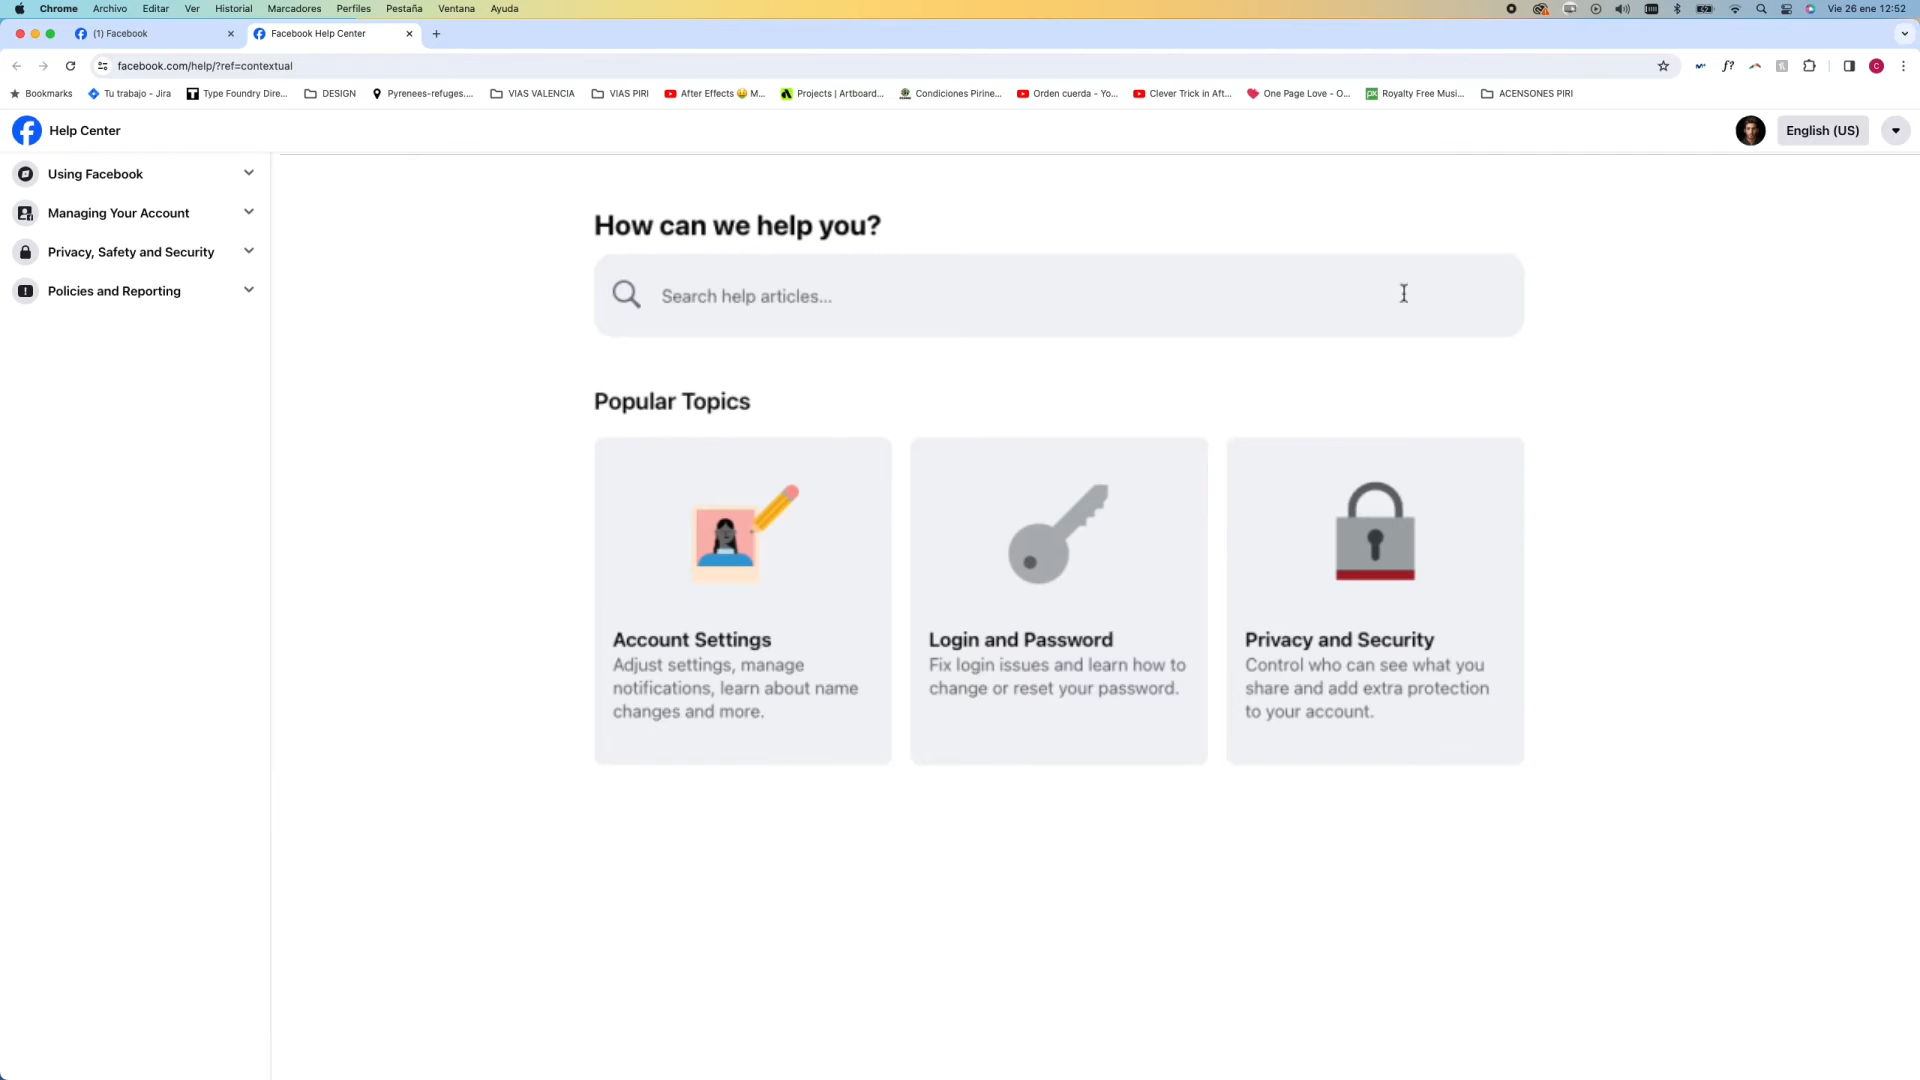 Chrome Archivo Editar Ver Historial Marcadores Perfiles Pestaña Ventana Ayuda Vie 26 ene 12:52
(1) Facebook Facebook Help Center
facebook.com/help/?ref=contextual
Bookmarks Tu trabajo - Jira Type Foundry Dire... DESIGN Pyrenees-refuges.... VIAS VALENCIA VIAS PIRI After Effects 😄 M... Projects | Artboard... Condiciones Pirine... Orden cuerda - Yo... Clever Trick in Aft... One Page Love - O... Royalty Free Musi... ACENSONES PIRI
Help Center English (US)
Using Facebook
Managing Your Account
Privacy, Safety and Security
Policies and Reporting
How can we help you?
Search help articles...
Popular Topics
Account Settings
Adjust settings, manage
notifications, learn about name
changes and more.
Login and Password
Fix login issues and learn how to
change or reset your password.
Privacy and Security
Control who can see what you
share and add extra protection
to your account.